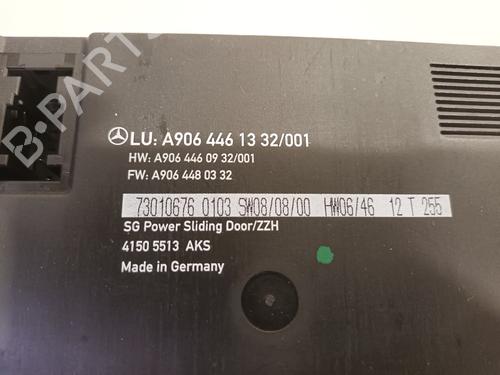 B-PARTS
LU: A906 446 13 32/001
HW: A906 446 09 32/001
FW: A906 448 03 32
73010676 0103 SW08/08/00 HW06/46 12 T 255
SG Power Sliding Door/ZZH
4150 5513 AKS
Made in Germany